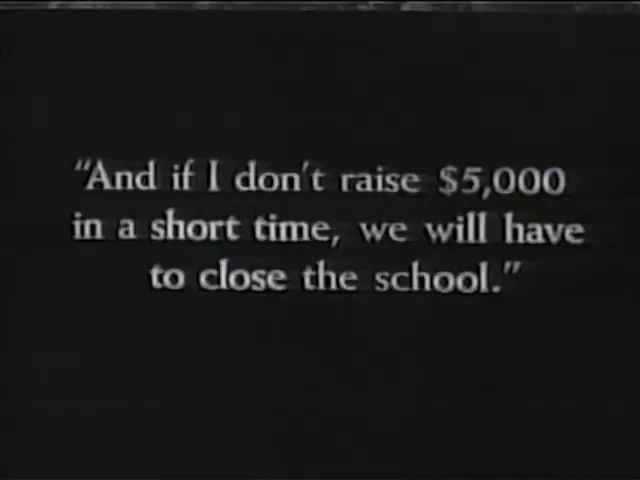 "And if I don't raise $5,000
in a short time, we will have
to close the school."